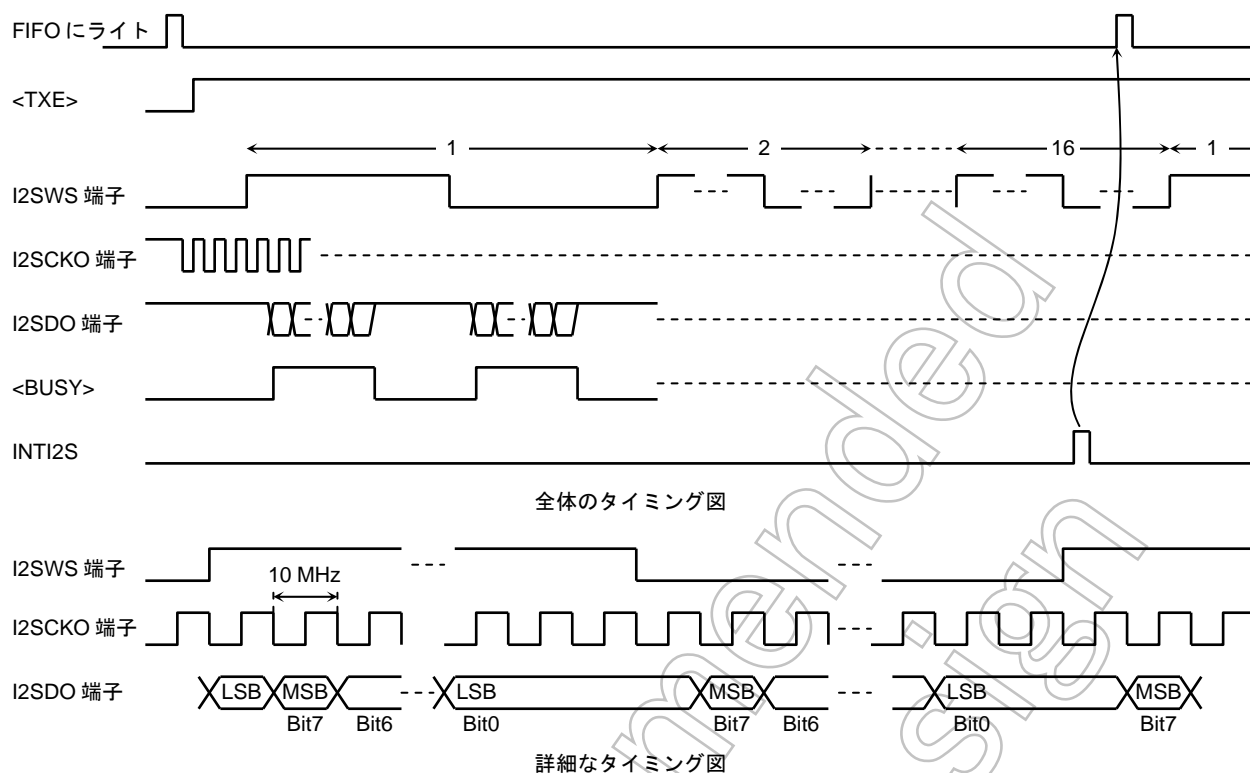 FIFO にライト
<TXE>
1 2 16 1
I2SWS 端子
I2SCKO 端子
I2SDO 端子
<BUSY>
INTI2S
全体のタイミング図
I2SWS 端子
10 MHz
I2SCKO 端子
I2SDO 端子 LSB MSB LSB MSB LSB MSB
Bit7 Bit6 Bit0 Bit7 Bit6 Bit0 Bit7
詳細なタイミング図
mended
sign